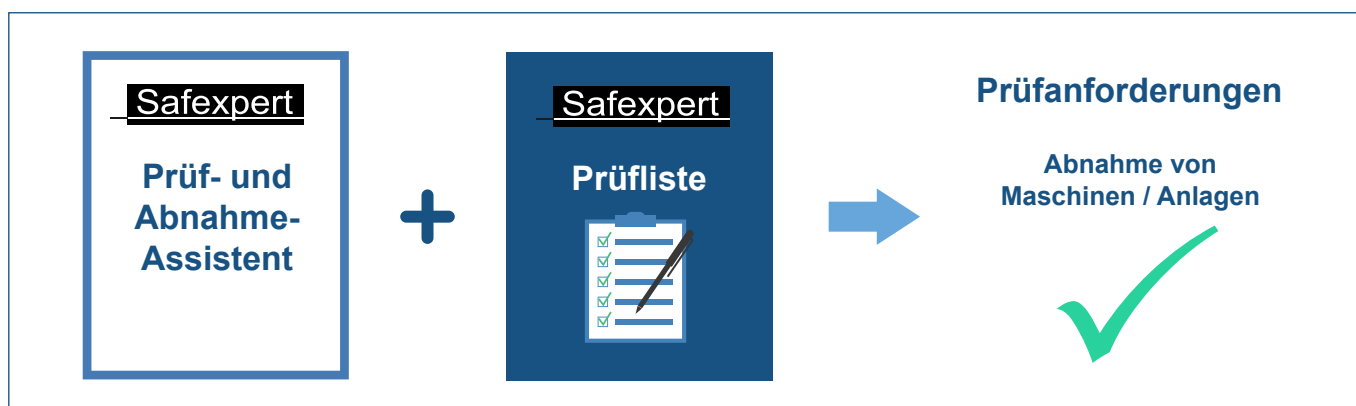 Safexpert
Prüf- und
Abnahme-
Assistent
Safexpert
Prüfliste
Prüfanforderungen
Abnahme von
Maschinen / Anlagen